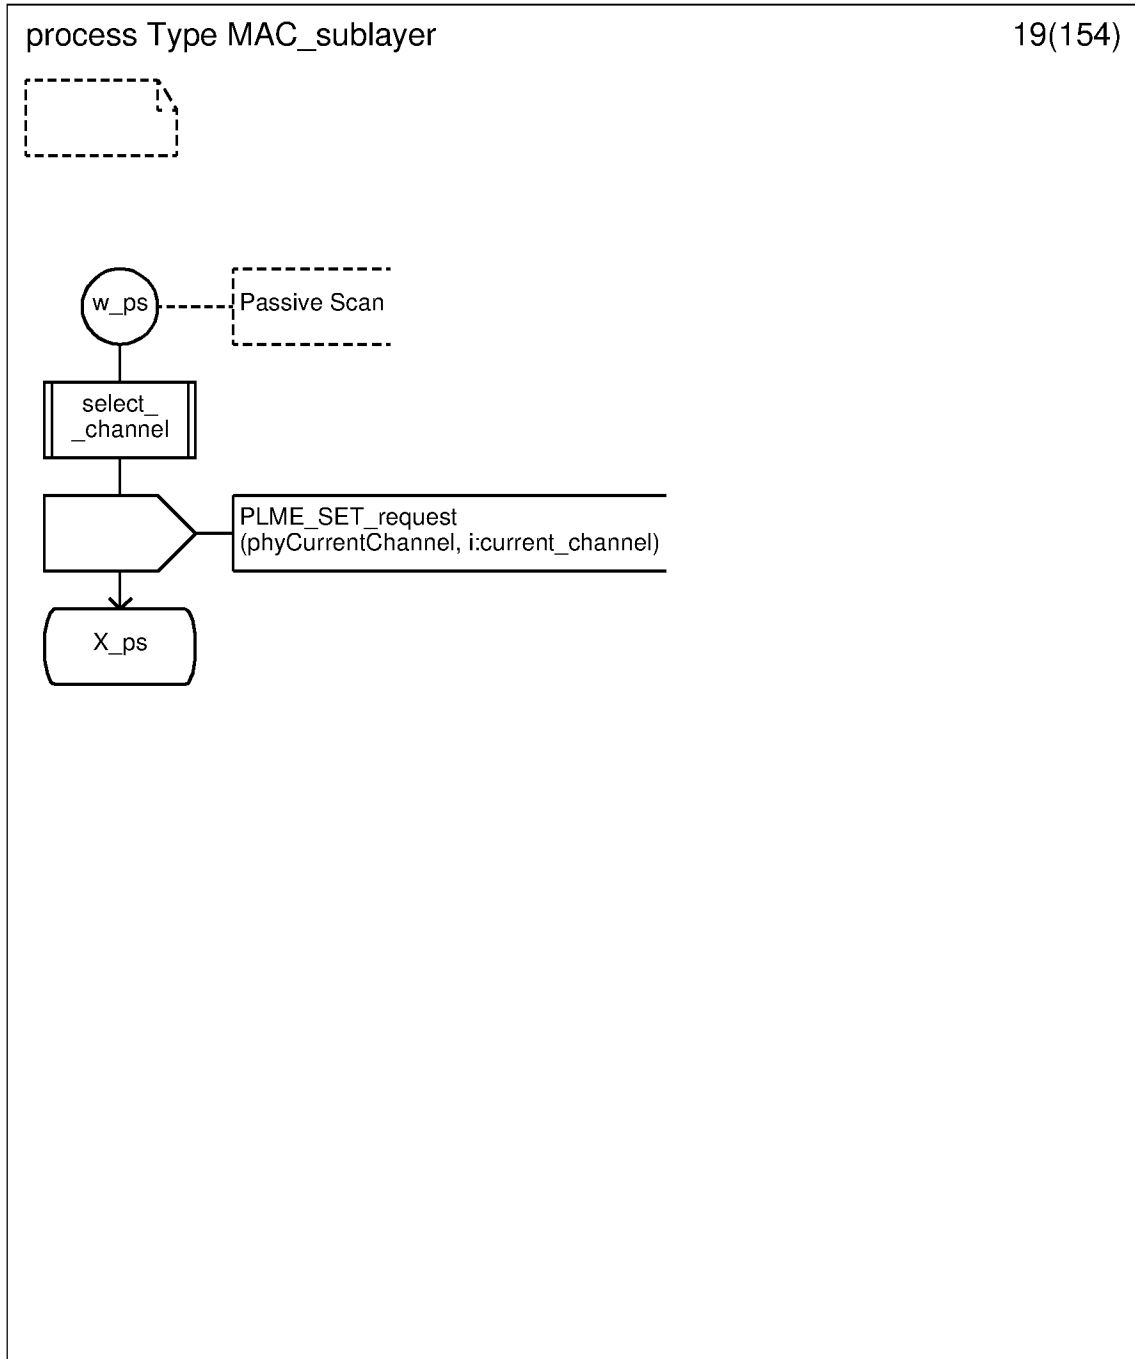 process Type MAC_sublayer 19(154)
w_ps
Passive Scan
select_
_channel
PLME_SET_request
(phyCurrentChannel, i:current_channel)
X_ps